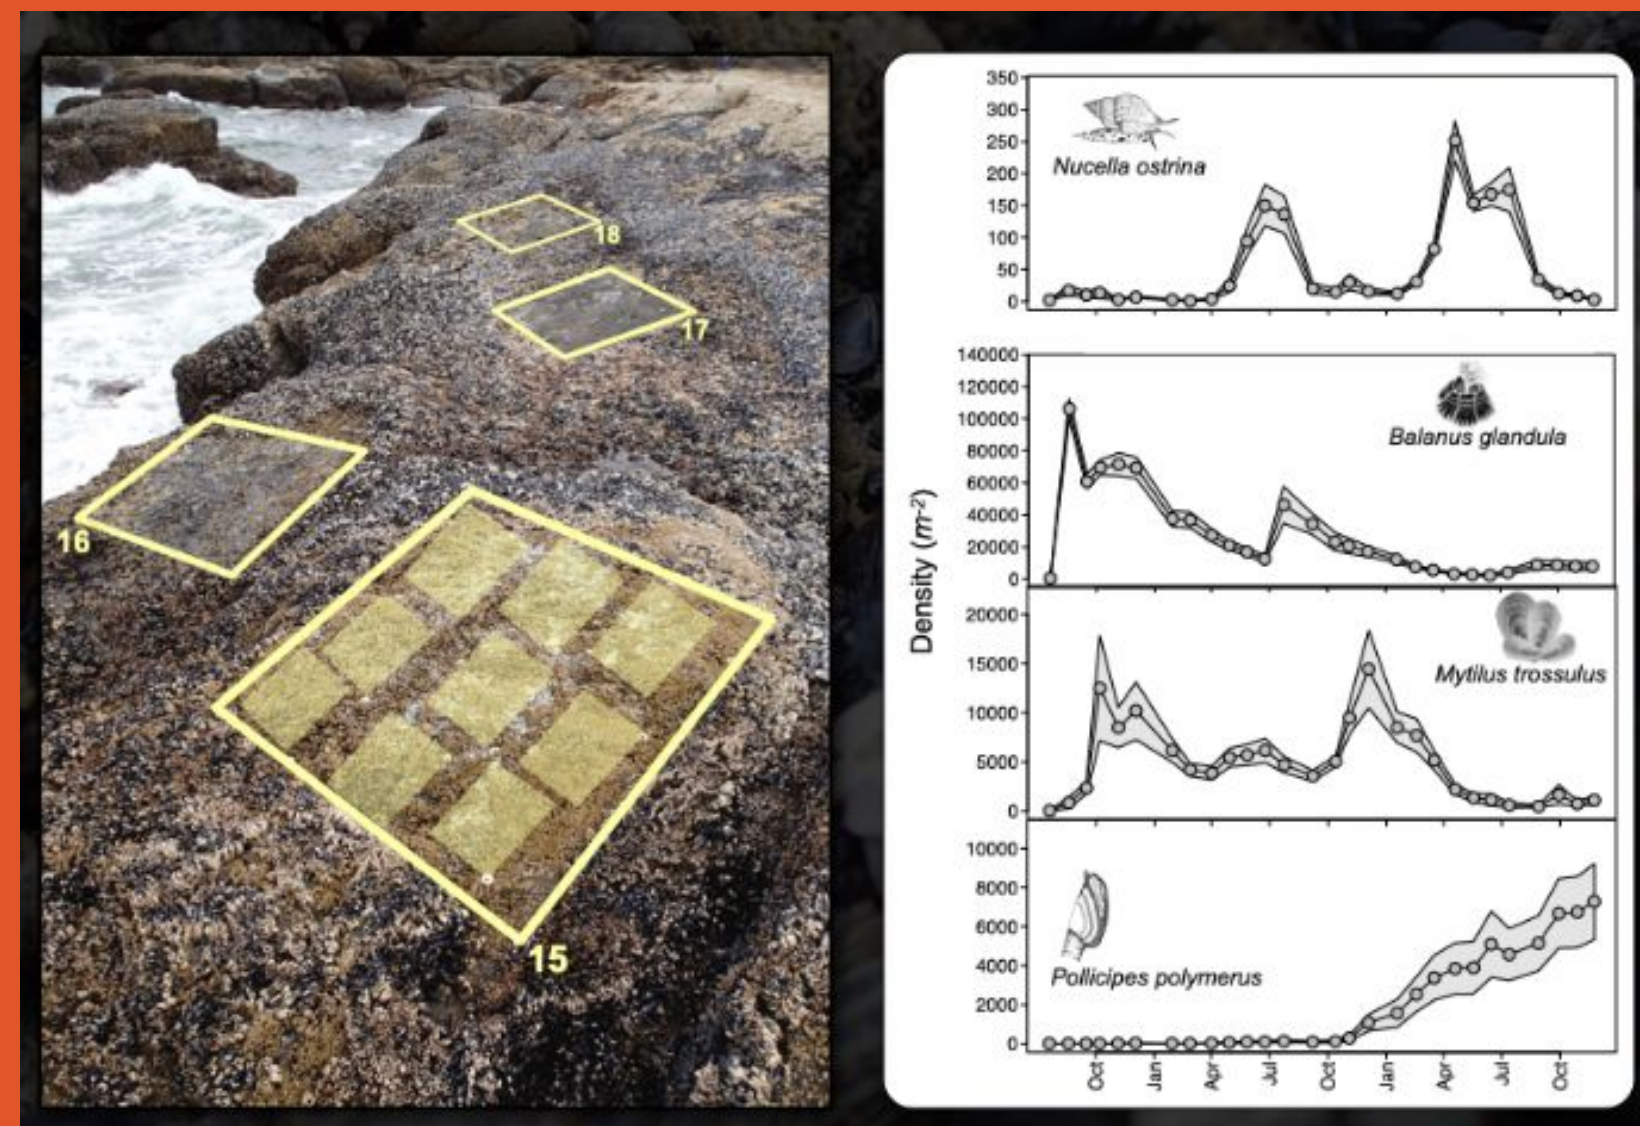 18
17
16
15
Density (m-2)
350
300
250
200
150
100
50
0
Nucella ostrina
140000
120000
100000
80000
60000
40000
20000
0
Balanus glandula
20000
15000
10000
5000
0
Mytilus trossulus
10000
8000
6000
4000
2000
0
Pollicipes polymerus
Oct
Jan
Apr
Jul
Oct
Jan
Apr
Jul
Oct